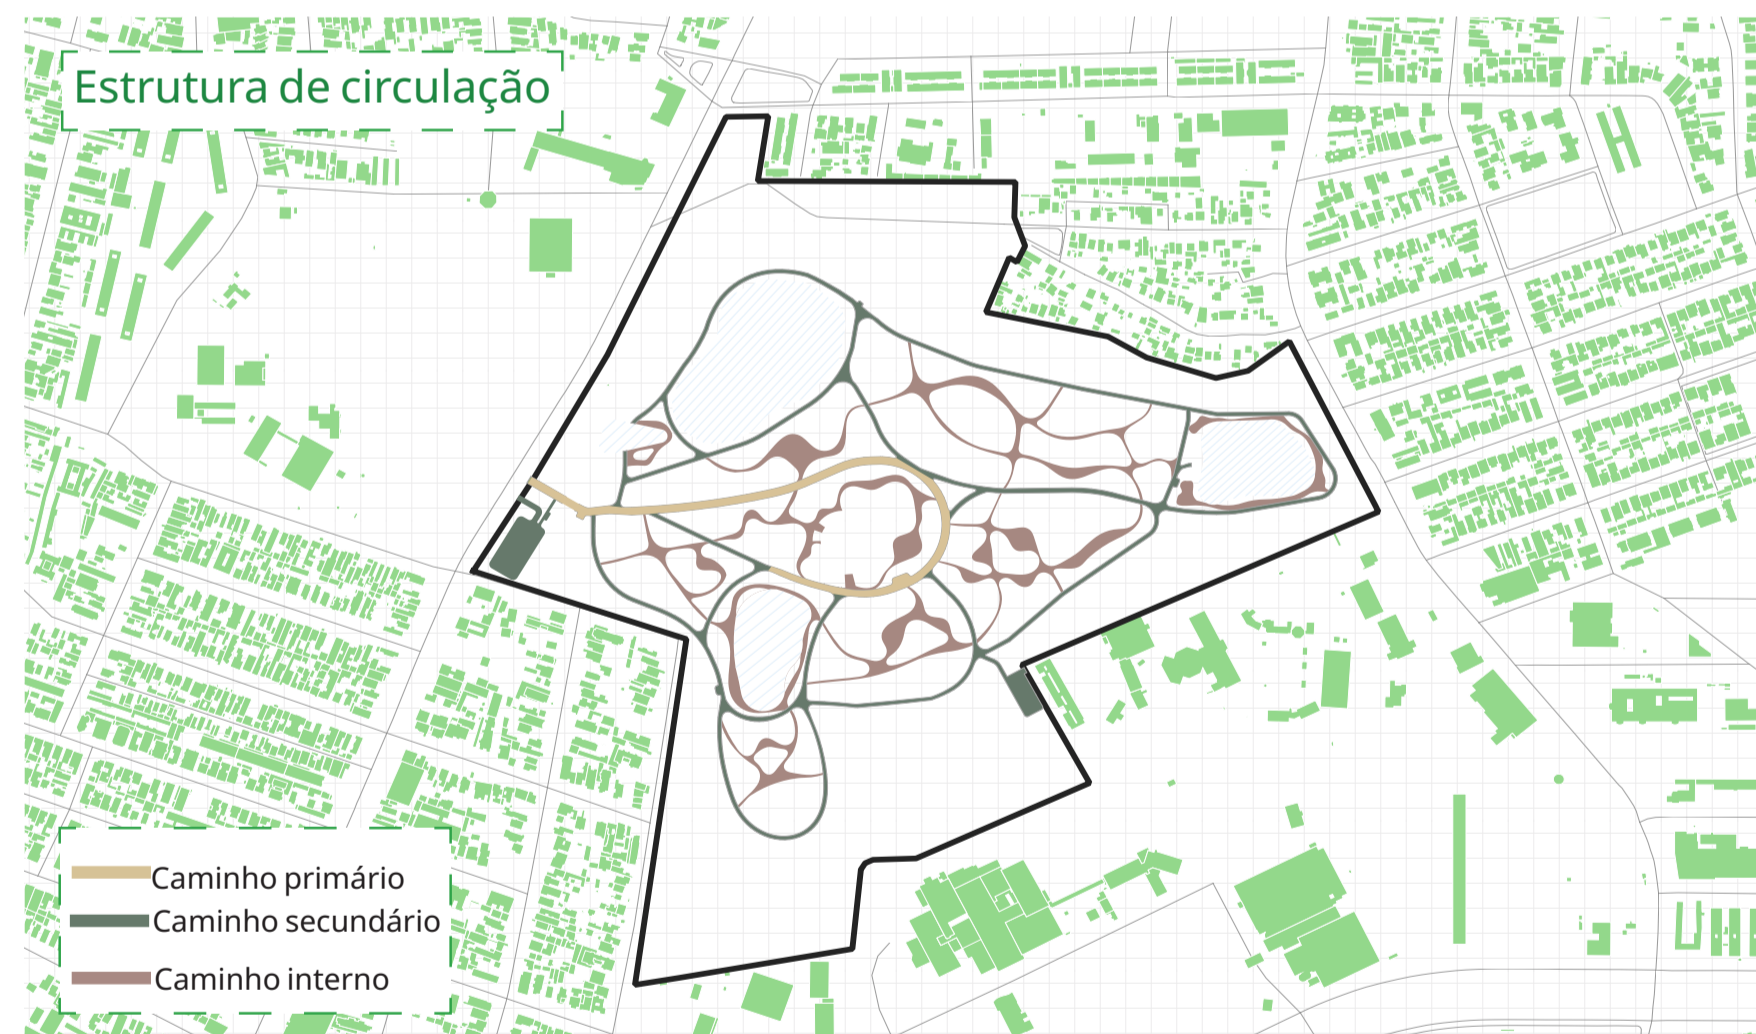 Estrutura de circulação
Caminho primário
Caminho secundário
Caminho interno